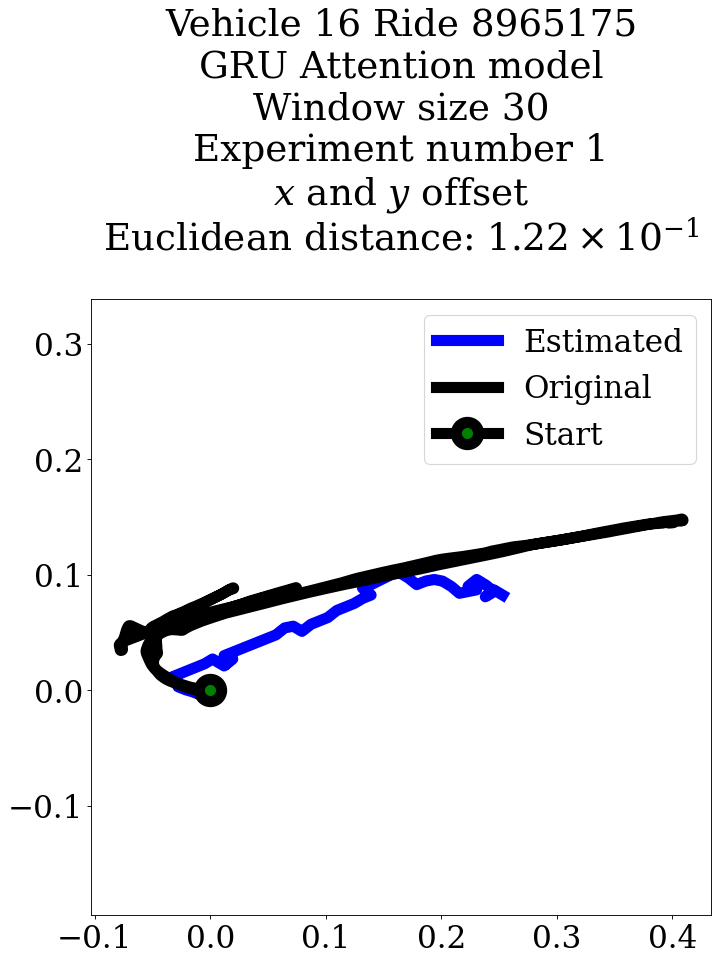 Vehicle 16 Ride 8965175
GRU Attention model
Window size 30
Experiment number 1
x and y offset
Euclidean distance: 1.22 × 10⁻¹
Estimated
Original
Start
0.3
0.2
0.1
0.0
−0.1
−0.1
0.0
0.1
0.2
0.3
0.4